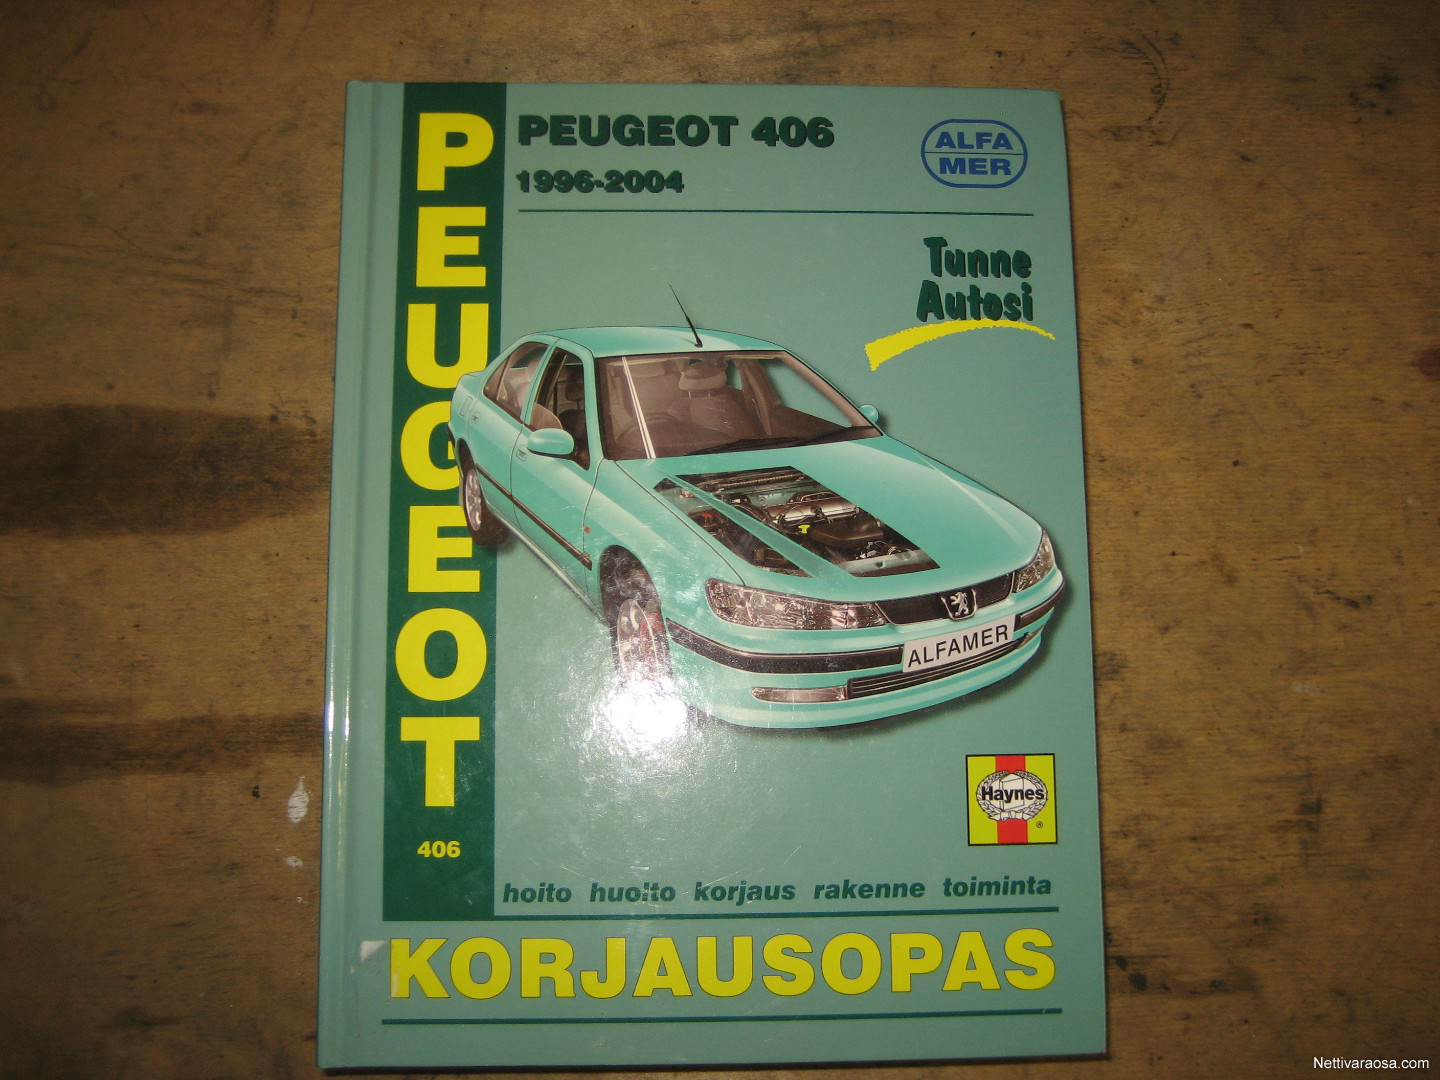 PEUGEOT
406
PEUGEOT 406
1996-2004
ALFA
MER
Tunne
Autosi
ALFAMER
Haynes
®
hoito huolto korjaus rakenne toiminta
KORJAUSOPAS
Nettivaraosa.com